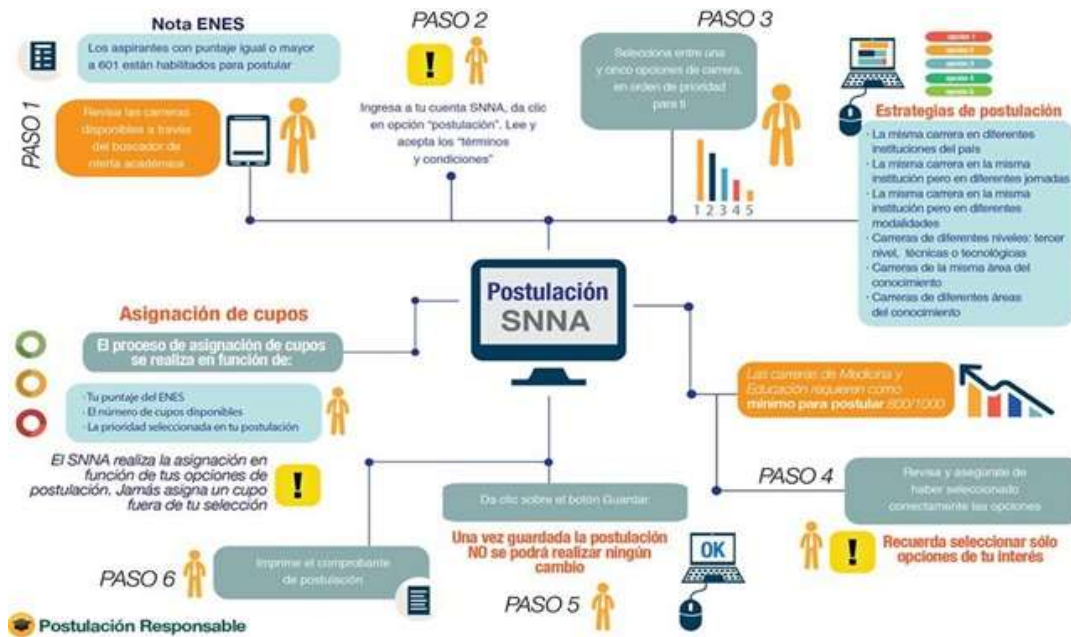 Nota ENES
Los aspirantes con puntaje igual o mayor
a 601 están habilitados para postular
PASO 1
Revisa las carreras
disponibles a través
del buscador de
oferta académica
PASO 2
!
Ingresa a tu cuenta SNNA, da clic
en opción "postulación". Lee y
acepta los "términos
y condiciones"
PASO 3
Selecciona entre una
y cinco opciones de carrera,
en orden de prioridad
para ti
1 2 3 4 5
opción 1
opción 2
opción 3
opción 4
opción 5
Estrategias de postulación
· La misma carrera en diferentes
instituciones del país
· La misma carrera en la misma
institución pero en diferentes jornadas
· La misma carrera en la misma
institución pero en diferentes
modalidades
· Carreras de diferentes niveles: tercer
nivel, técnicas o tecnológicas
· Carreras de la misma área del
conocimiento
· Carreras de diferentes áreas
del conocimiento
Postulación
SNNA
Asignación de cupos
El proceso de asignación de cupos
se realiza en función de:
· Tu puntaje del ENES
· El número de cupos disponibles
· La prioridad seleccionada en tu postulación
El SNNA realiza la asignación en
función de tus opciones de
postulación. Jamás asigna un cupo
fuera de tu selección
!
Las carreras de Medicina y
Educación requieren como
mínimo para postular 800/1000
PASO 4
Revisa y asegúrate de
haber seleccionado
correctamente las opciones
!
Recuerda seleccionar sólo
opciones de tu interés
Da clic sobre el botón Guardar
Una vez guardada la postulación
NO se podrá realizar ningún
cambio
OK
PASO 5
PASO 6
Imprime el comprobante
de postulación
Postulación Responsable